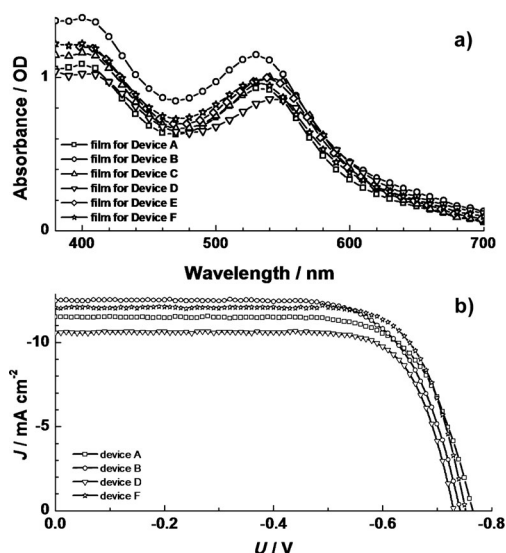 a)
Absorbance / OD
1
0
film for Device A
film for Device B
film for Device C
film for Device D
film for Device E
film for Device F
400 500 600 700
Wavelength / nm
b)
J / mA cm-2
-10
-5
0
device A
device B
device D
device F
0.0 -0.2 -0.4 -0.6 -0.8
U / V